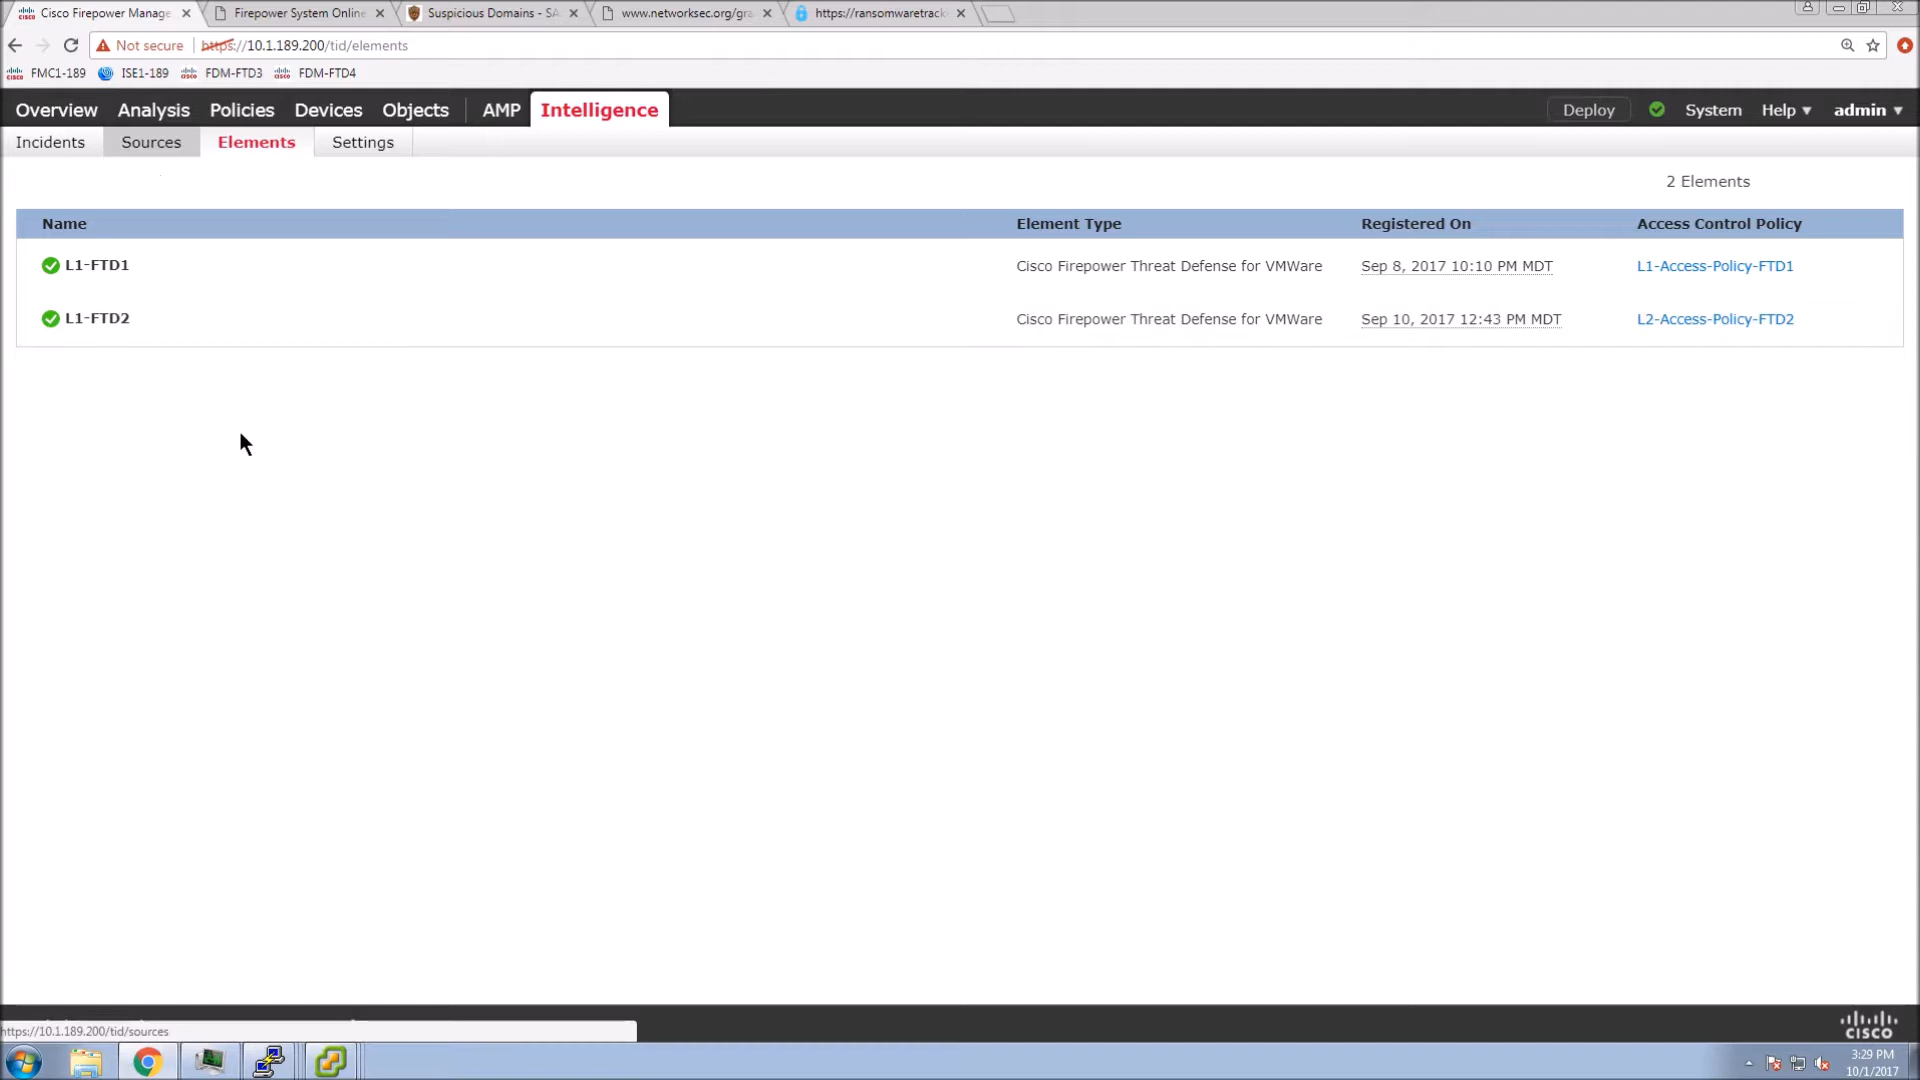 Cisco Firepower Manage
Firepower System Online
Suspicious Domains - SA
www.networksec.org/gra
https://ransomwaretrack
Not secure
https://10.1.189.200/tid/elements
FMC1-189
ISE1-189
FDM-FTD3
FDM-FTD4
Overview
Analysis
Policies
Devices
Objects
AMP
Intelligence
Deploy
System
Help
admin
Incidents
Sources
Elements
Settings
2 Elements
Name
Element Type
Registered On
Access Control Policy
L1-FTD1
Cisco Firepower Threat Defense for VMWare
Sep 8, 2017 10:10 PM MDT
L1-Access-Policy-FTD1
L1-FTD2
Cisco Firepower Threat Defense for VMWare
Sep 10, 2017 12:43 PM MDT
L2-Access-Policy-FTD2
https://10.1.189.200/tid/sources
CISCO
3:29 PM
10/1/2017